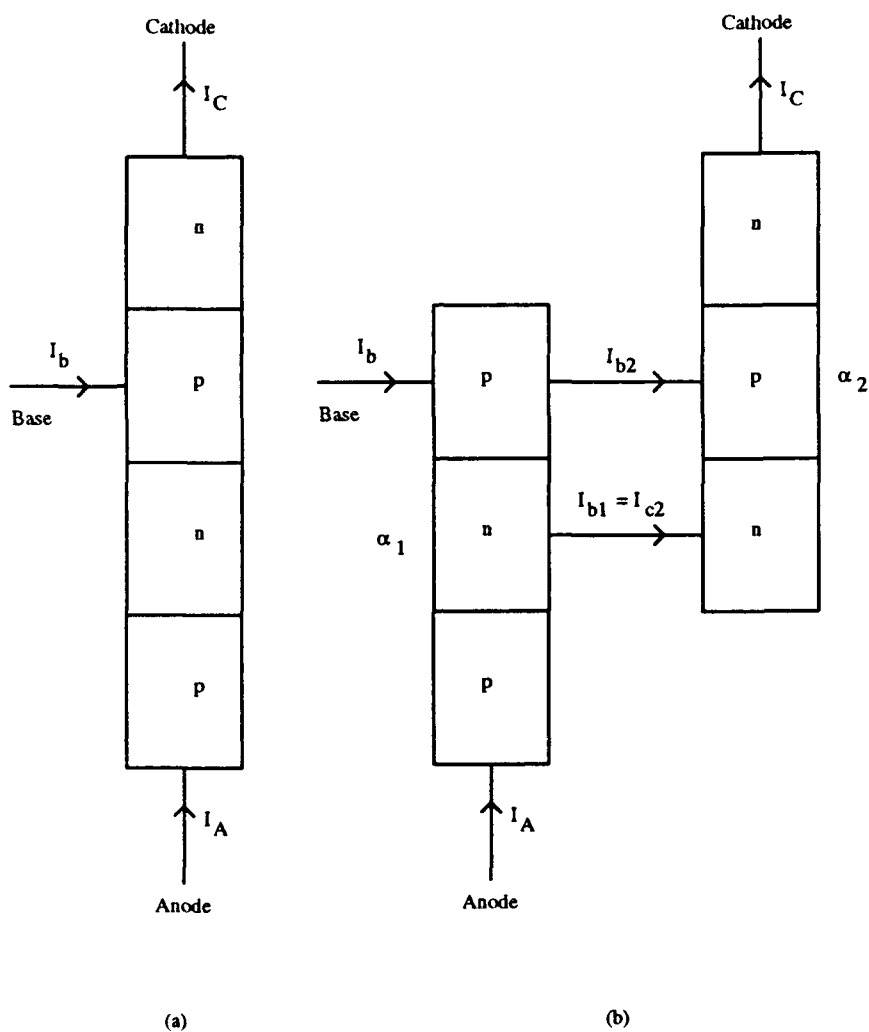 Cathode
I_C
n
I_b
p
Base
n
p
I_A
Anode
(a)
Cathode
I_C
n
I_b
p
I_b2
p
α_2
Base
I_b1 = I_c2
α_1
n
n
p
I_A
Anode
(b)